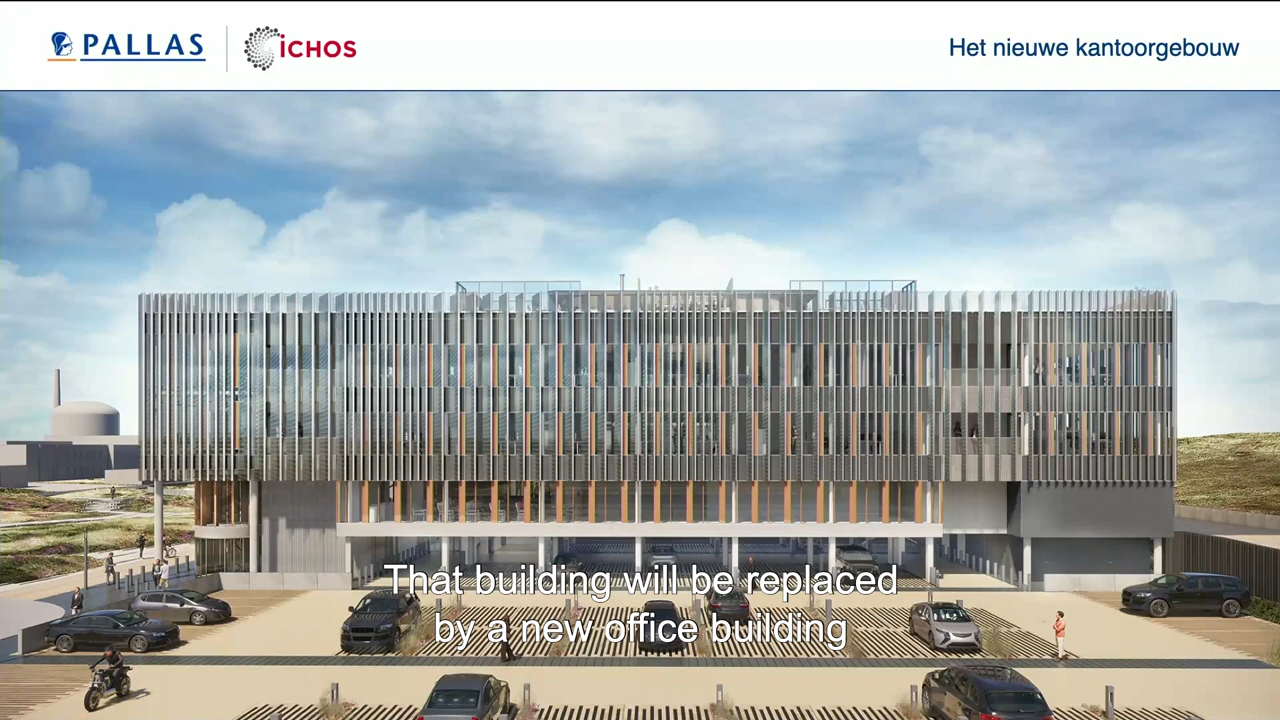 PALLAS
iCHOS
Het nieuwe kantoorgebouw
That building will be replaced
by a new office building